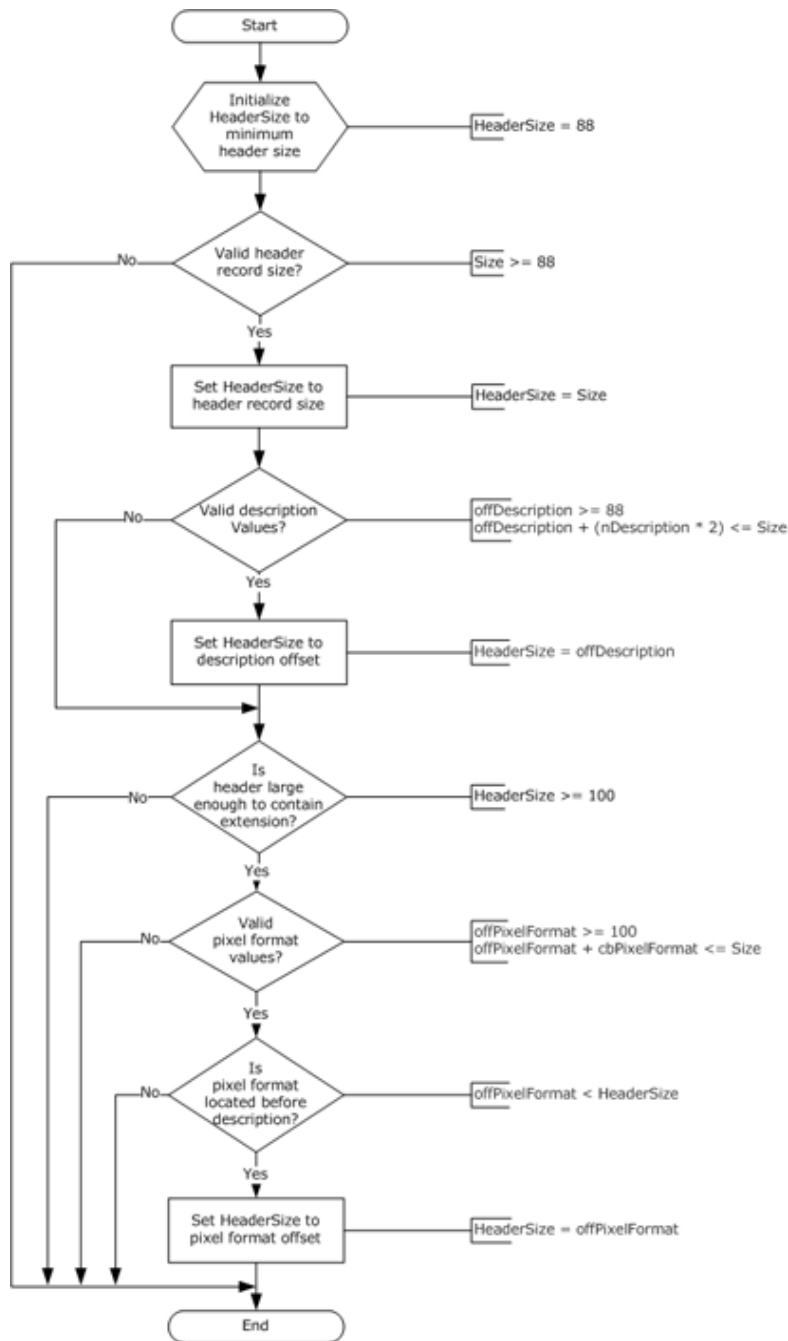 Start
Initialize
HeaderSize to
minimum
header size
HeaderSize = 88
Valid header
record size?
No
Size >= 88
Yes
Set HeaderSize to
header record size
HeaderSize = Size
Valid description
Values?
No
offDescription >= 88
offDescription + (nDescription * 2) <= Size
Yes
Set HeaderSize to
description offset
HeaderSize = offDescription
Is
header large
enough to contain
extension?
No
HeaderSize >= 100
Yes
Valid
pixel format
values?
No
offPixelFormat >= 100
offPixelFormat + cbPixelFormat <= Size
Yes
Is
pixel format
located before
description?
No
offPixelFormat < HeaderSize
Yes
Set HeaderSize to
pixel format offset
HeaderSize = offPixelFormat
End